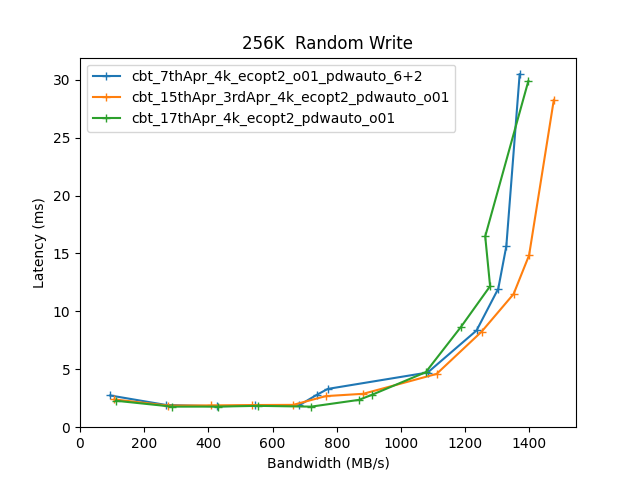 256K  Random Write
cbt_7thApr_4k_ecopt2_o01_pdwauto_6+2
cbt_15thApr_3rdApr_4k_ecopt2_pdwauto_o01
cbt_17thApr_4k_ecopt2_pdwauto_o01
Latency (ms)
30
25
20
15
10
5
0
0 200 400 600 800 1000 1200 1400
Bandwidth (MB/s)